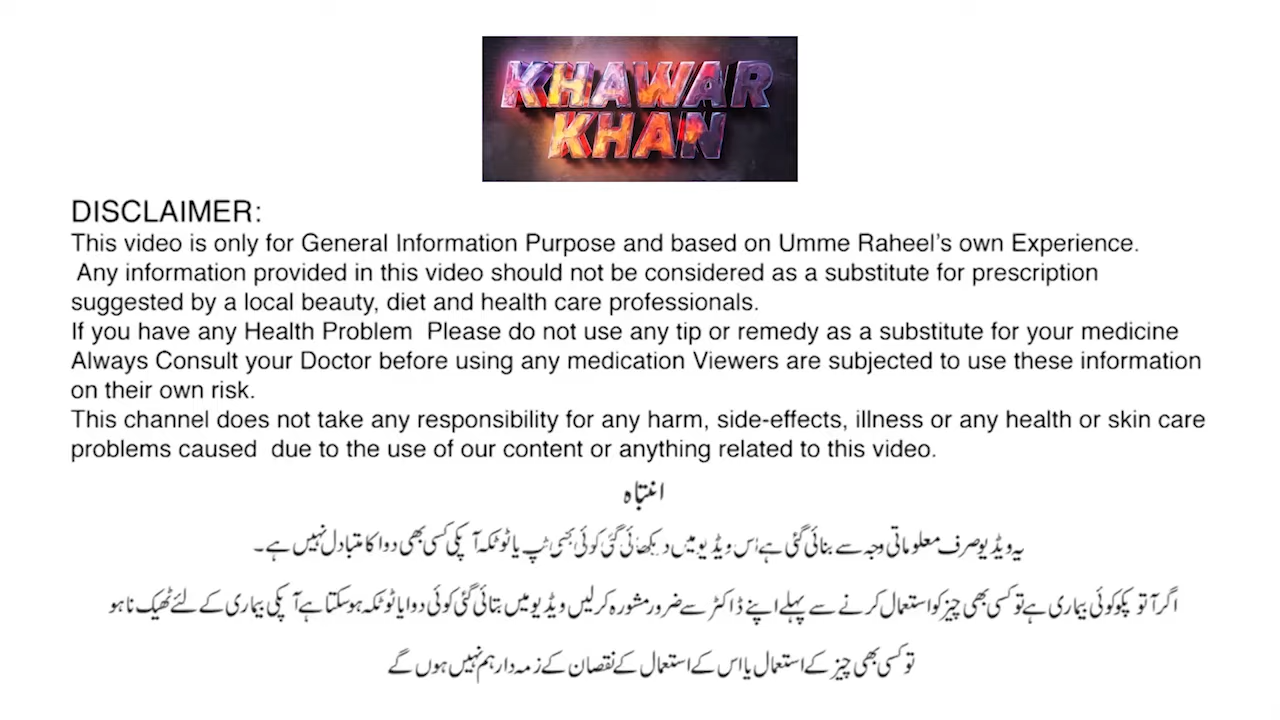 KHAWAR
KHAN
DISCLAIMER:
This video is only for General Information Purpose and based on Umme Raheel's own Experience.
Any information provided in this video should not be considered as a substitute for prescription
suggested by a local beauty, diet and health care professionals.
If you have any Health Problem Please do not use any tip or remedy as a substitute for your medicine
Always Consult your Doctor before using any medication Viewers are subjected to use these information
on their own risk.
This channel does not take any responsibility for any harm, side-effects, illness or any health or skin care
problems caused due to the use of our content or anything related to this video.
انتباہ
یہ ویڈیو صرف معلوماتی وجہ سے بنائی گئی ہے اس ویڈیو میں دیکھائی گئی کوئی بھی ٹپ یا ٹوٹکہ آپکی کسی بھی دوا کا متبادل نہیں ہے۔
اگر آ تو پکو کوئی بیماری ہے تو کسی بھی چیز کو استعمال کرنے سے پہلے اپنے ڈاکٹر سے ضرور مشورہ کرلیں ویڈیو میں بتائی گئی کوئی دوا یا ٹوٹکہ ہوسکتا ہے آپکی بیماری کے لئے ٹھیک نا ہو
تو کسی بھی چیز کے استعمال یا اس کے استعمال کے نقصان کے زمہ دار ہم نہیں ہوں گے